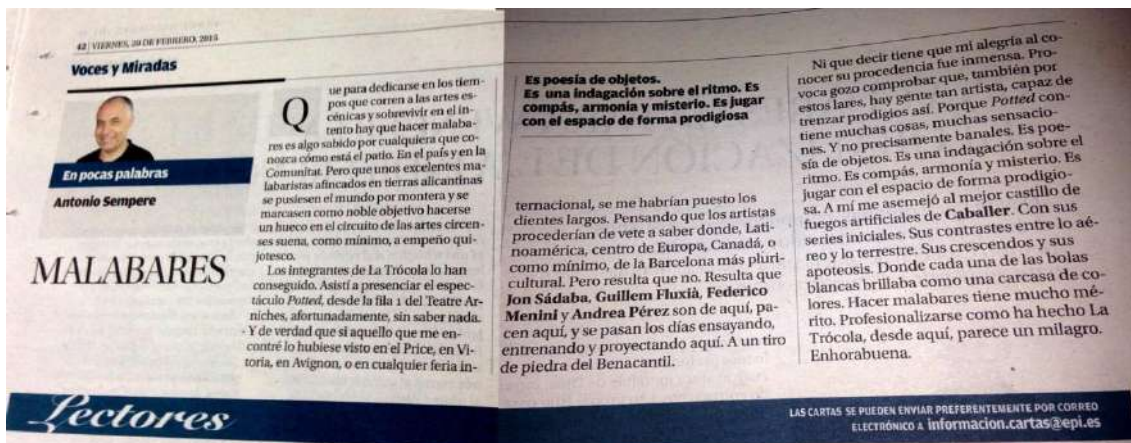 42 | VIERNES, 20 DE FEBRERO, 2015
Voces y Miradas
En pocas palabras
Antonio Sempere
MALABARES
Que para dedicarse en los tiem-
pos que corren a las artes es-
cénicas y sobrevivir en el in-
tento hay que hacer malaba-
res es algo sabido por cualquiera que co-
nozca cómo está el patio. En el país y en la
Comunitat. Pero que unos excelentes ma-
labaristas afincados en tierras alicantinas
se pusiesen el mundo por montera y se
marcasen como noble objetivo hacerse
un hueco en el circuito de las artes circen-
ses suena, como mínimo, a empeño qui-
jotesco.
Los integrantes de La Trócola lo han
conseguido. Asistí a presenciar el espec-
táculo Potted, desde la fila 1 del Teatre Ar-
niches, afortunadamente, sin saber nada.
Y de verdad que si aquello que me en-
contré lo hubiese visto en el Price, en Vi-
toria, en Avignon, o en cualquier feria in-
Es poesía de objetos.
Es una indagación sobre el ritmo. Es
compás, armonía y misterio. Es jugar
con el espacio de forma prodigiosa
ternacional, se me habrían puesto los
dientes largos. Pensando que los artistas
procederían de vete a saber donde, Lati-
noamérica, centro de Europa, Canadá, o
como mínimo, de la Barcelona más pluri-
cultural. Pero resulta que no. Resulta que
Jon Sádaba, Guillem Fluxià, Federico
Menini y Andrea Pérez son de aquí, pa-
cen aquí, y se pasan los días ensayando,
entrenando y proyectando aquí. A un tiro
de piedra del Benacantil.
Ni que decir tiene que mi alegría al co-
nocer su procedencia fue inmensa. Pro-
voca gozo comprobar que, también por
estos lares, hay gente tan artista, capaz de
trenzar prodigios así. Porque Potted con-
tiene muchas cosas, muchas sensacio-
nes. Y no precisamente banales. Es poe-
sía de objetos. Es una indagación sobre el
ritmo. Es compás, armonía y misterio. Es
jugar con el espacio de forma prodigio-
sa. A mí me asemejó al mejor castillo de
fuegos artificiales de Caballer. Con sus
series iniciales. Sus contrastes entre lo aé-
reo y lo terrestre. Sus crescendos y sus
apoteosis. Donde cada una de las bolas
blancas brillaba como una carcasa de co-
lores. Hacer malabares tiene mucho mé-
rito. Profesionalizarse como ha hecho La
Trócola, desde aquí, parece un milagro.
Enhorabuena.
Lectores
LAS CARTAS SE PUEDEN ENVIAR PREFERENTEMENTE POR CORREO
ELECTRÓNICO A informacion.cartas@epi.es